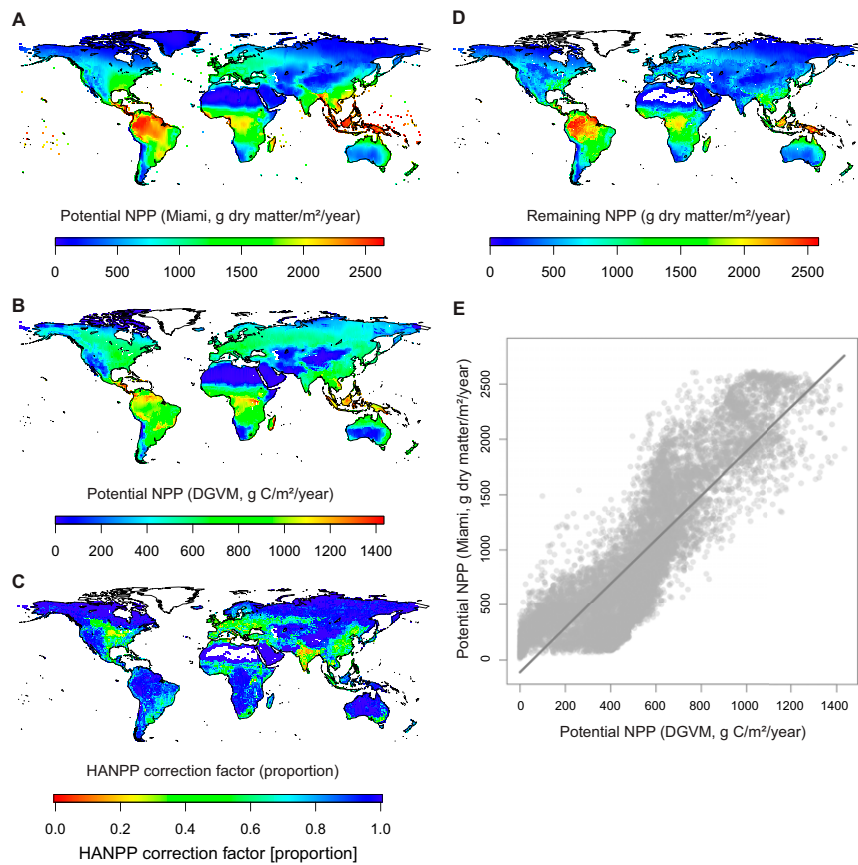 A
Potential NPP (Miami, g dry matter/m²/year)
0 500 1000 1500 2000 2500
B
Potential NPP (DGVM, g C/m²/year)
0 200 400 600 800 1000 1200 1400
C
HANPP correction factor (proportion)
0.0 0.2 0.4 0.6 0.8 1.0
HANPP correction factor [proportion]
D
Remaining NPP (g dry matter/m²/year)
0 500 1000 1500 2000 2500
E
Potential NPP (Miami, g dry matter/m²/year)
2500
2000
1500
1000
500
0
0 200 400 600 800 1000 1200 1400
Potential NPP (DGVM, g C/m²/year)